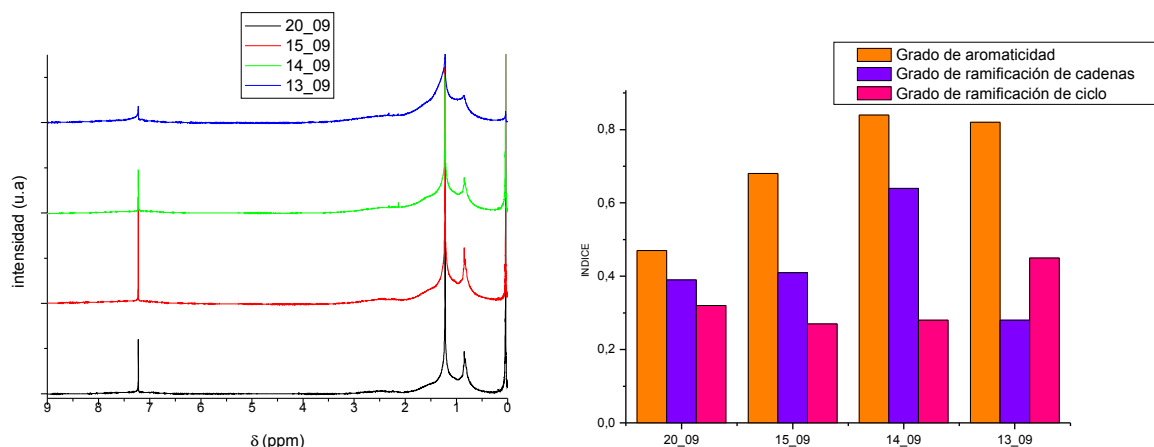 20_09
15_09
14_09
13_09
intensidad (u.a)
9 8 7 6 5 4 3 2 1 0
δ (ppm)
Grado de aromaticidad
Grado de ramificación de cadenas
Grado de ramificación de ciclo
INDICE
0,8
0,6
0,4
0,2
0,0
20_09 15_09 14_09 13_09